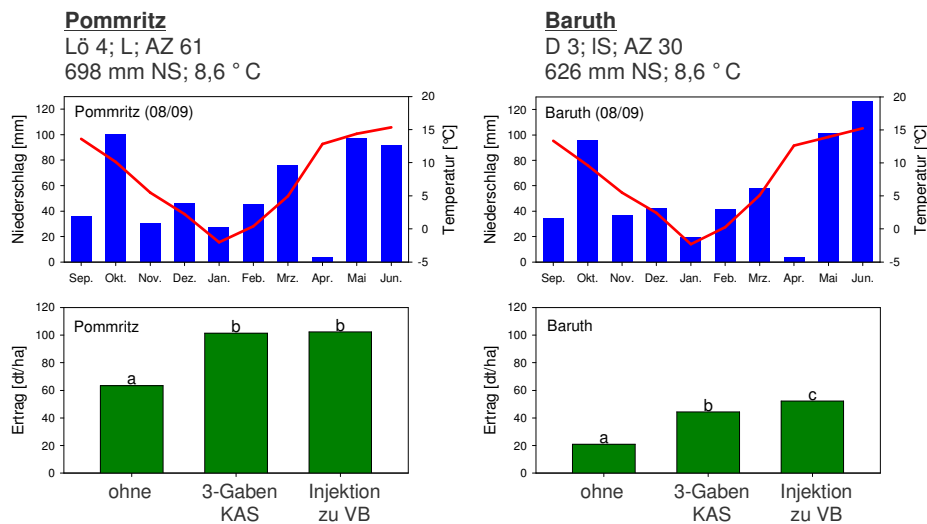 Pommritz
Lö 4; L; AZ 61
698 mm NS; 8,6 °C
Pommritz (08/09)
Niederschlag [mm]
120
100
80
60
40
20
0
20
15
10
5
0
-5
Temperatur [°C]
Sep. Okt. Nov. Dez. Jan. Feb. Mrz. Apr. Mai Jun.
Pommritz
Ertrag [dt/ha]
120
100
80
60
40
20
0
a
b
b
ohne 3-Gaben Injektion
KAS zu VB
Baruth
D 3; lS; AZ 30
626 mm NS; 8,6 °C
Baruth (08/09)
Niederschlag [mm]
120
100
80
60
40
20
0
20
15
10
5
0
-5
Temperatur [°C]
Sep. Okt. Nov. Dez. Jan. Feb. Mrz. Apr. Mai Jun.
Baruth
Ertrag [dt/ha]
120
100
80
60
40
20
0
a
b
c
ohne 3-Gaben Injektion
KAS zu VB